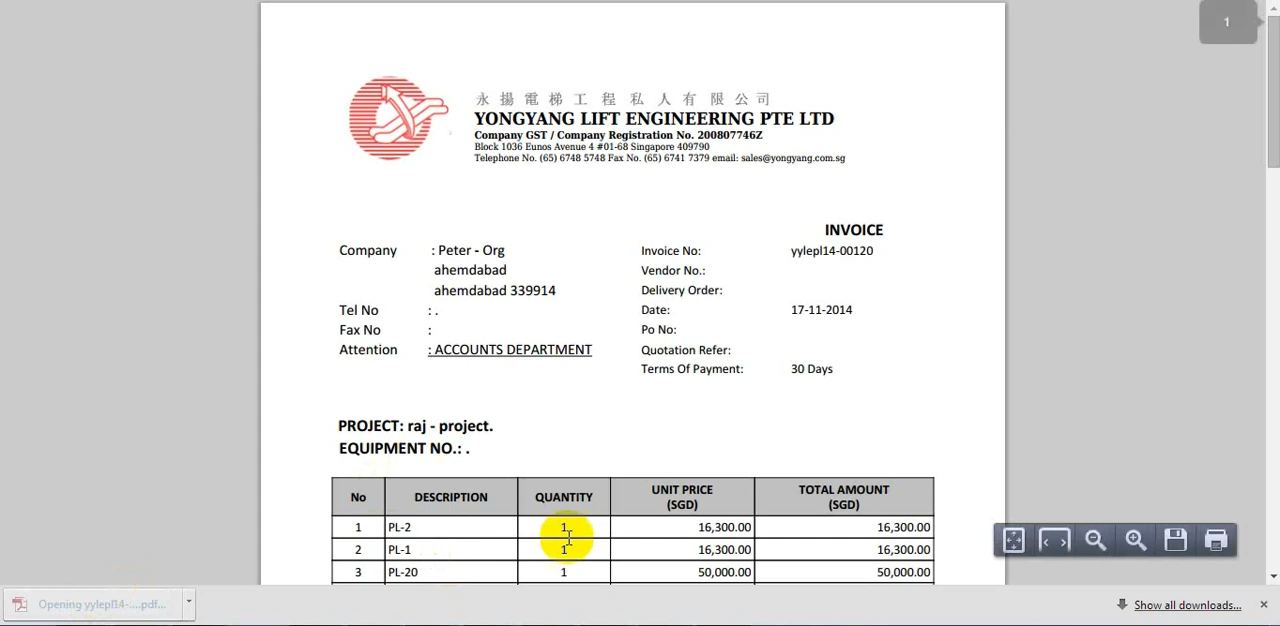 1
永揚電梯工程私人有限公司
YONGYANG LIFT ENGINEERING PTE LTD
Company GST / Company Registration No. 200807746Z
Block 1036 Eunos Avenue 4 #01-68 Singapore 409790
Telephone No. (65) 6748 5748 Fax No. (65) 6741 7379 email: sales@yongyang.com.sg
INVOICE
Company : Peter - Org
ahemdabad
ahemdabad 339914
Tel No : .
Fax No :
Attention : ACCOUNTS DEPARTMENT
Invoice No: yylepl14-00120
Vendor No.:
Delivery Order:
Date: 17-11-2014
Po No:
Quotation Refer:
Terms Of Payment: 30 Days
PROJECT: raj - project.
EQUIPMENT NO.: .
No DESCRIPTION QUANTITY UNIT PRICE (SGD) TOTAL AMOUNT (SGD)
1 PL-2 1 16,300.00 16,300.00
2 PL-1 1 16,300.00 16,300.00
3 PL-20 1 50,000.00 50,000.00
Opening yylepl14-....pdf...
Show all downloads...